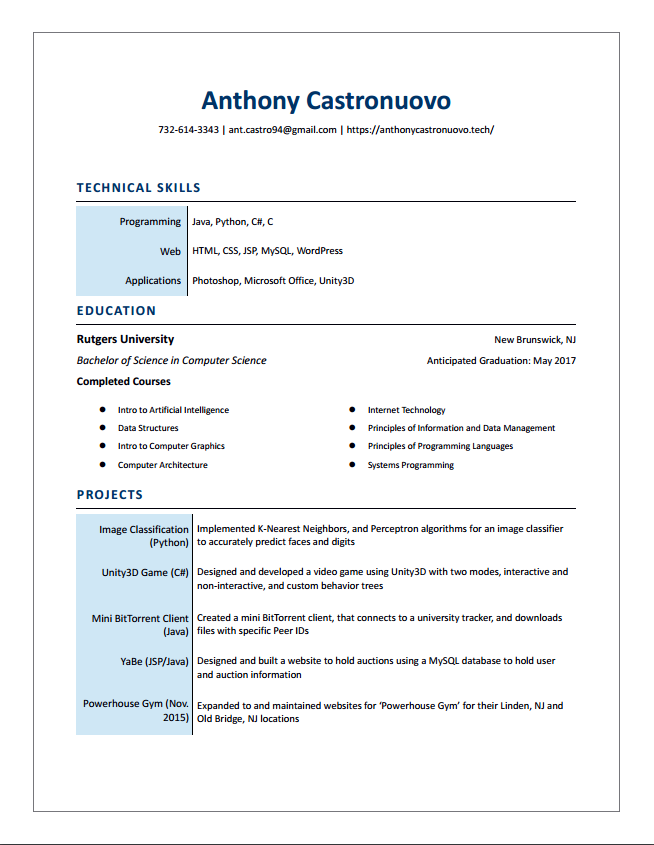 Anthony Castronuovo
732-614-3343 | ant.castro94@gmail.com | https://anthonycastronuovo.tech/
TECHNICAL SKILLS
Programming Java, Python, C#, C
Web HTML, CSS, JSP, MySQL, WordPress
Applications Photoshop, Microsoft Office, Unity3D
EDUCATION
Rutgers University New Brunswick, NJ
Bachelor of Science in Computer Science Anticipated Graduation: May 2017
Completed Courses
● Intro to Artificial Intelligence
● Data Structures
● Intro to Computer Graphics
● Computer Architecture
● Internet Technology
● Principles of Information and Data Management
● Principles of Programming Languages
● Systems Programming
PROJECTS
Image Classification
(Python)
Implemented K-Nearest Neighbors, and Perceptron algorithms for an image classifier
to accurately predict faces and digits
Unity3D Game (C#)
Designed and developed a video game using Unity3D with two modes, interactive and
non-interactive, and custom behavior trees
Mini BitTorrent Client
(Java)
Created a mini BitTorrent client, that connects to a university tracker, and downloads
files with specific Peer IDs
YaBe (JSP/Java)
Designed and built a website to hold auctions using a MySQL database to hold user
and auction information
Powerhouse Gym (Nov.
2015)
Expanded to and maintained websites for ‘Powerhouse Gym’ for their Linden, NJ and
Old Bridge, NJ locations